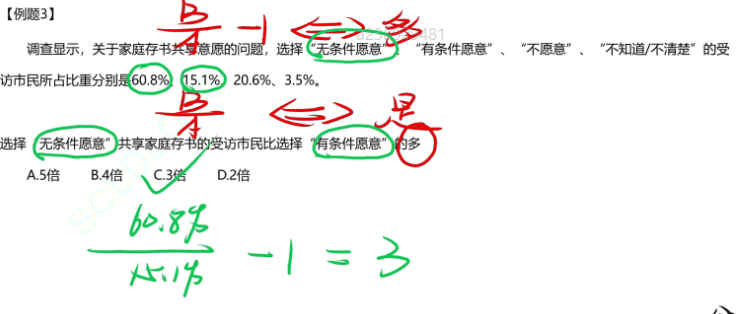 【例题3】
B/A - 1 <=> 多
调查显示，关于家庭存书共享意愿的问题，选择“无条件愿意”、“有条件愿意”、“不愿意”、“不知道/不清楚”的受
访市民所占比重分别是60.8%、15.1%、20.6%、3.5%。
B/A <=> 是
选择“无条件愿意”共享家庭存书的受访市民比选择“有条件愿意”的多
A.5倍 B.4倍 C.3倍 D.2倍
60.8%/15.1% - 1 = 3